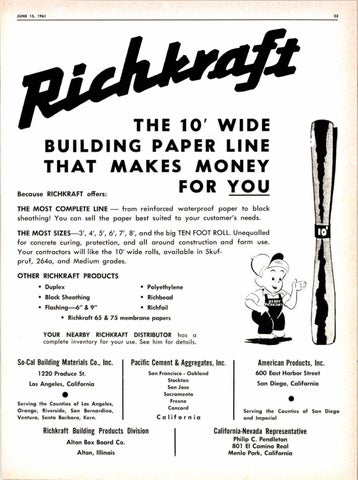 JUNE 15, 1961 23
Richkraft
THE 10' WIDE
BUILDING PAPER LINE
THAT MAKES MONEY
FOR YOU
Because RICHKRAFT offers:
THE MOST COMPLETE LINE — from reinforced waterproof paper to black
sheathing! You can sell the paper best suited to your customer's needs.
THE MOST SIZES—3', 4', 5', 6', 7', 8', and the big TEN FOOT ROLL. Unequalled
for concrete curing, protection, and all around construction and farm use.
Your contractors will like the 10' wide rolls, available in Skuf-
pruf, 264a, and Medium grades.
10'
OTHER RICHKRAFT PRODUCTS
• Duplex
• Black Sheathing
• Flashing—6" & 9"
• Polyethylene
• Richbead
• Richfoil
• Richkraft 65 & 75 membrane papers
YOUR NEARBY RICHKRAFT DISTRIBUTOR has a
complete inventory for your use. See him for details.
So-Cal Building Materials Co., Inc.
1220 Produce St.
Los Angeles, California
Serving the Counties of Los Angeles,
Orange, Riverside, San Bernardino,
Ventura, Santa Barbara, Kern.
Pacific Cement & Aggregates, Inc.
San Francisco - Oakland
Stockton
San Jose
Sacramento
Fresno
Concord
California
American Products, Inc.
600 East Harbor Street
San Diego, California
Serving the Counties of San Diego
and Imperial
Richkraft Building Products Division
Alton Box Board Co.
Alton, Illinois
California-Nevada Representative
Philip C. Pendleton
801 El Camino Real
Menlo Park, California